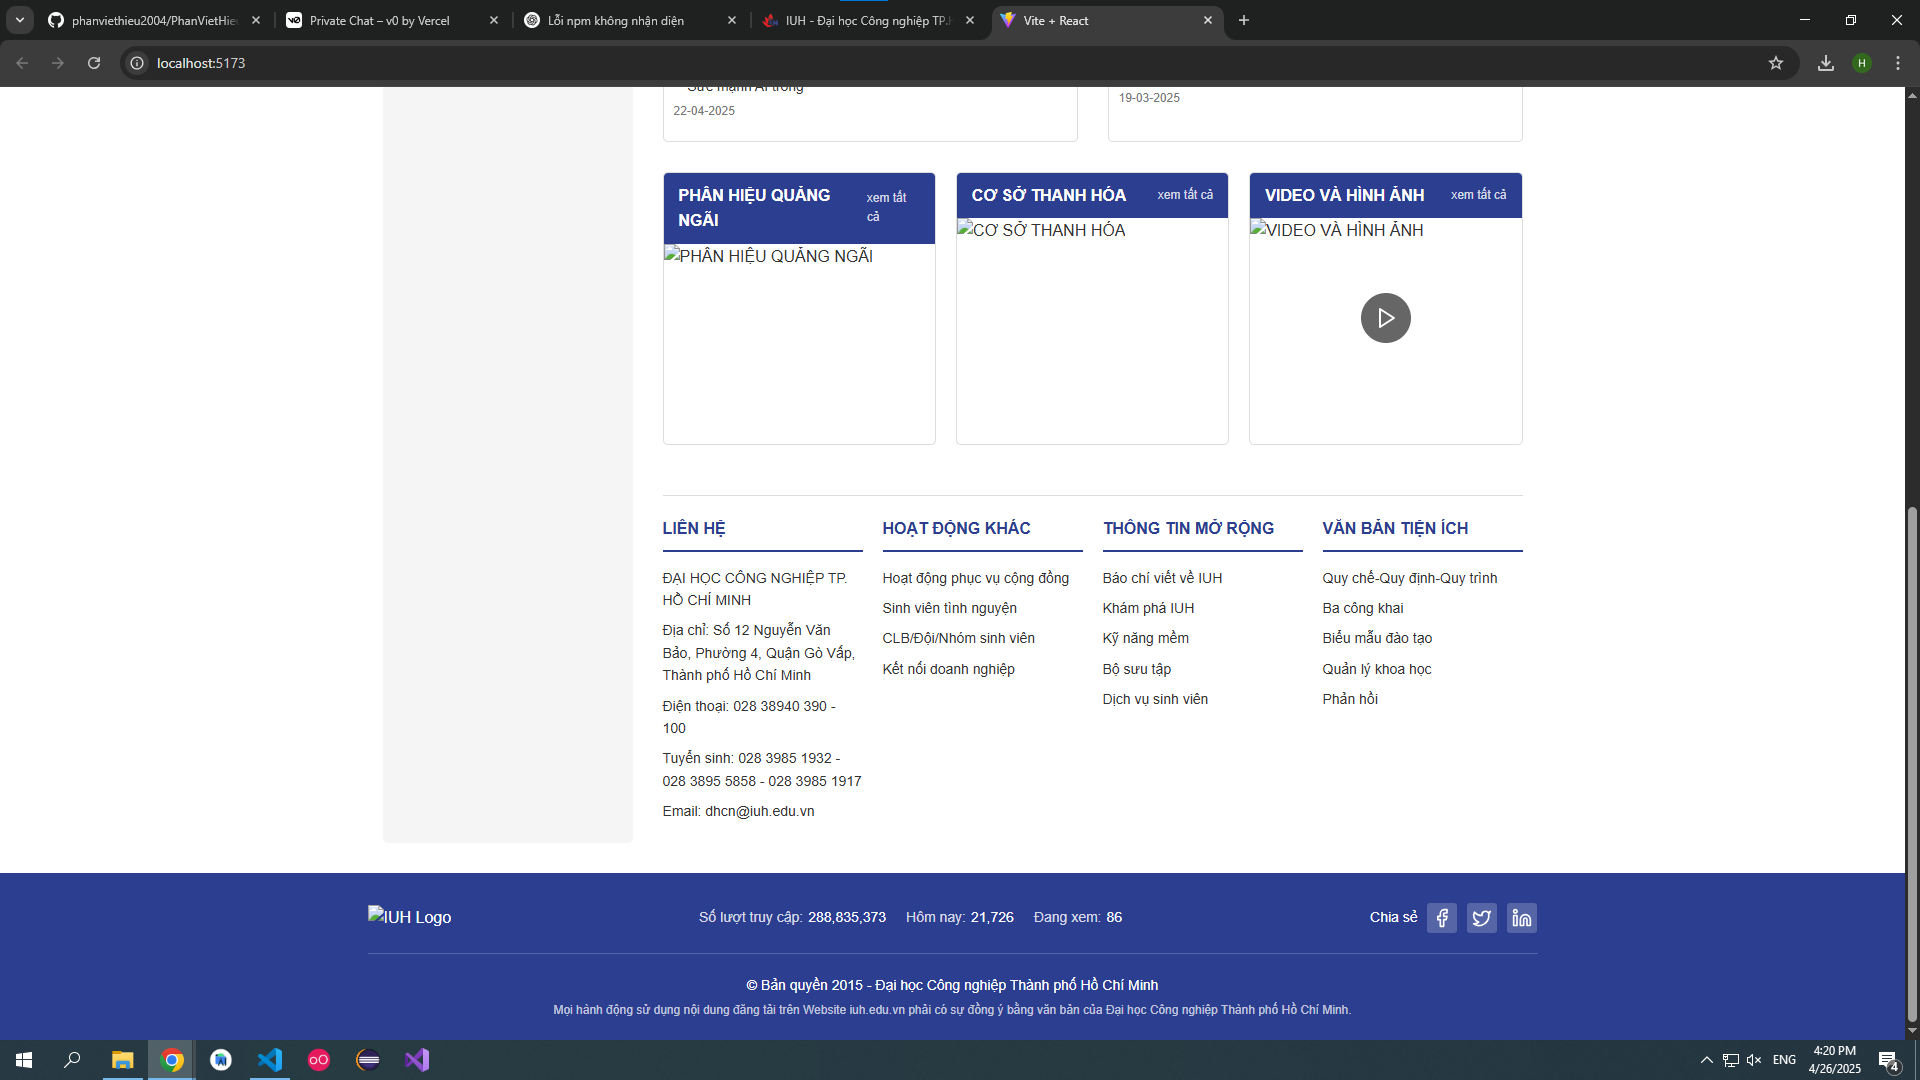 phanviethieu2004/PhanVietHieu
Private Chat – v0 by Vercel
Lỗi npm không nhận diện
IUH - Đại học Công nghiệp TP.H
Vite + React
localhost:5173
H
Sức mạnh AI trong
22-04-2025
19-03-2025
PHÂN HIỆU QUẢNG NGÃI
xem tất cả
CƠ SỞ THANH HÓA
xem tất cả
VIDEO VÀ HÌNH ẢNH
xem tất cả
PHÂN HIỆU QUẢNG NGÃI
CƠ SỞ THANH HÓA
VIDEO VÀ HÌNH ẢNH
LIÊN HỆ
ĐẠI HỌC CÔNG NGHIỆP TP.
HỒ CHÍ MINH
Địa chỉ: Số 12 Nguyễn Văn
Bảo, Phường 4, Quận Gò Vấp,
Thành phố Hồ Chí Minh
Điện thoại: 028 38940 390 -
100
Tuyển sinh: 028 3985 1932 -
028 3895 5858 - 028 3985 1917
Email: dhcn@iuh.edu.vn
HOẠT ĐỘNG KHÁC
Hoạt động phục vụ cộng đồng
Sinh viên tình nguyện
CLB/Đội/Nhóm sinh viên
Kết nối doanh nghiệp
THÔNG TIN MỞ RỘNG
Báo chí viết về IUH
Khám phá IUH
Kỹ năng mềm
Bộ sưu tập
Dịch vụ sinh viên
VĂN BẢN TIỆN ÍCH
Quy chế-Quy định-Quy trình
Ba công khai
Biểu mẫu đào tạo
Quản lý khoa học
Phản hồi
IUH Logo
Số lượt truy cập: 288,835,373 Hôm nay: 21,726 Đang xem: 86
Chia sẻ
© Bản quyền 2015 - Đại học Công nghiệp Thành phố Hồ Chí Minh
Mọi hành động sử dụng nội dung đăng tải trên Website iuh.edu.vn phải có sự đồng ý bằng văn bản của Đại học Công nghiệp Thành phố Hồ Chí Minh.
ENG
4:20 PM
4/26/2025
4